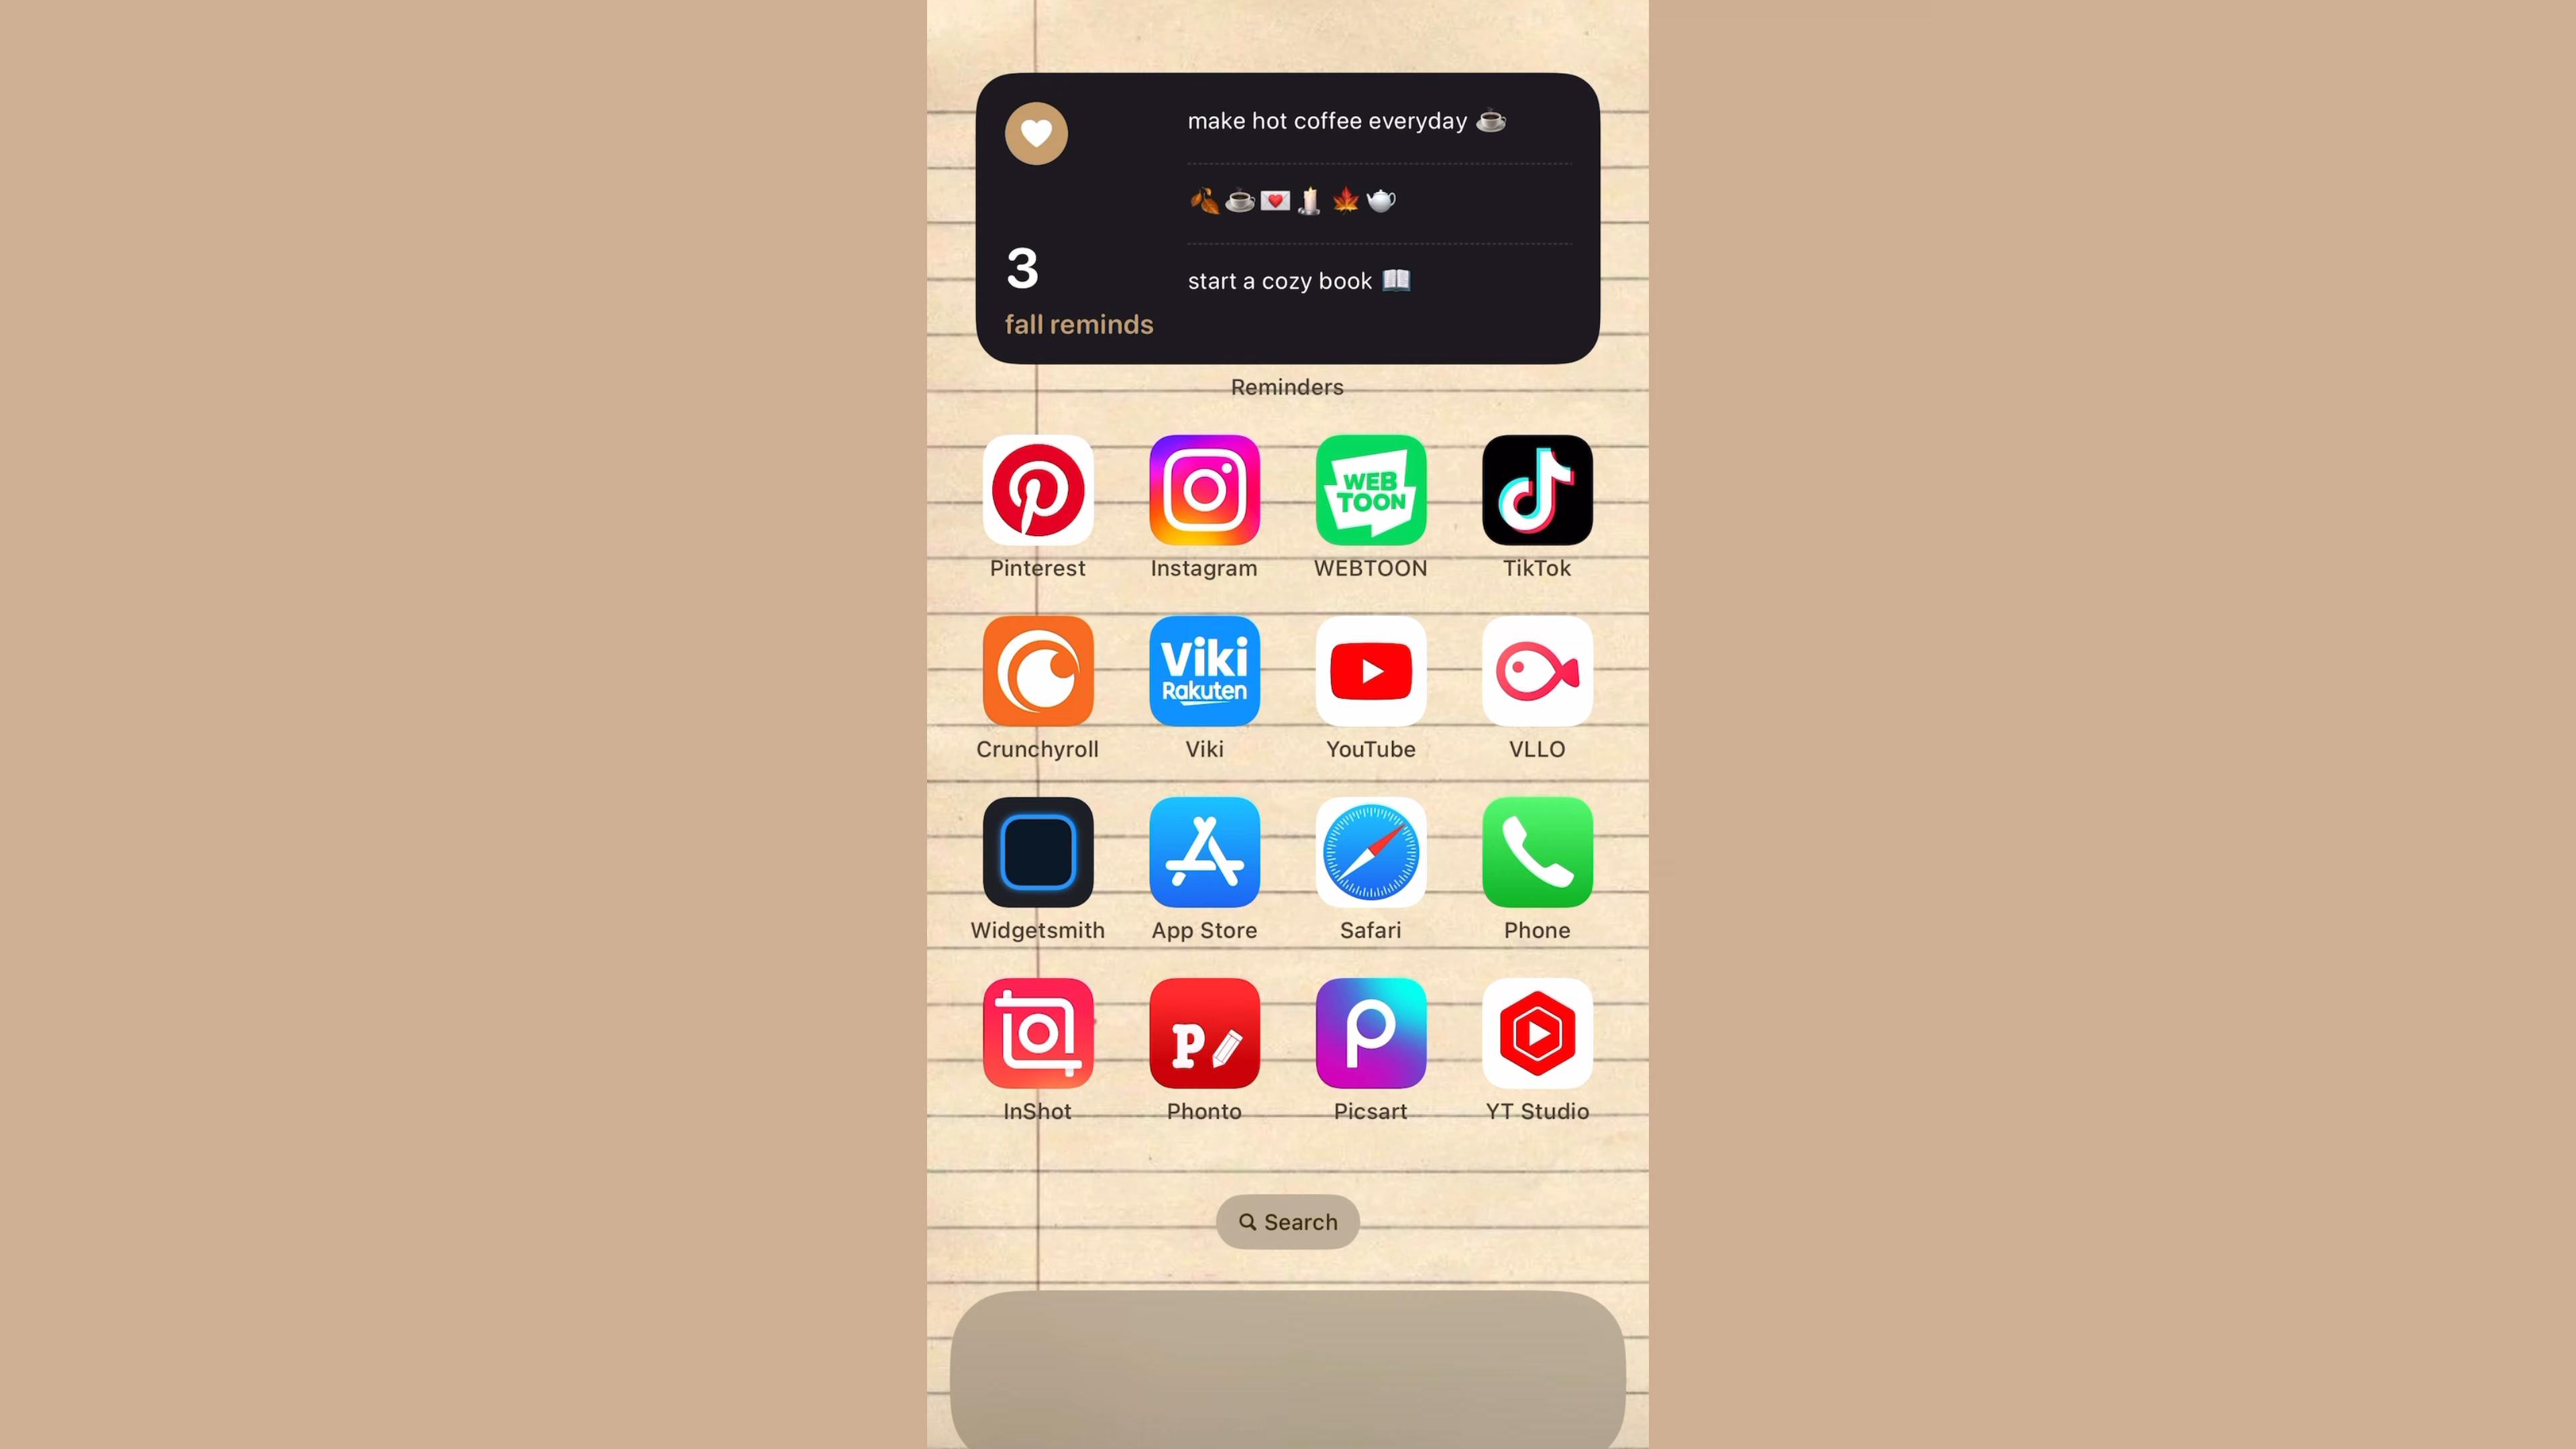 make hot coffee everyday ☕
🍂☕💌🕯️🍁🫖
3
start a cozy book 📖
fall reminds
Reminders
WEB
TOON
Pinterest Instagram WEBTOON TikTok
Viki
Rakuten
Crunchyroll Viki YouTube VLLO
Widgetsmith App Store Safari Phone
P
InShot Phonto Picsart YT Studio
Search